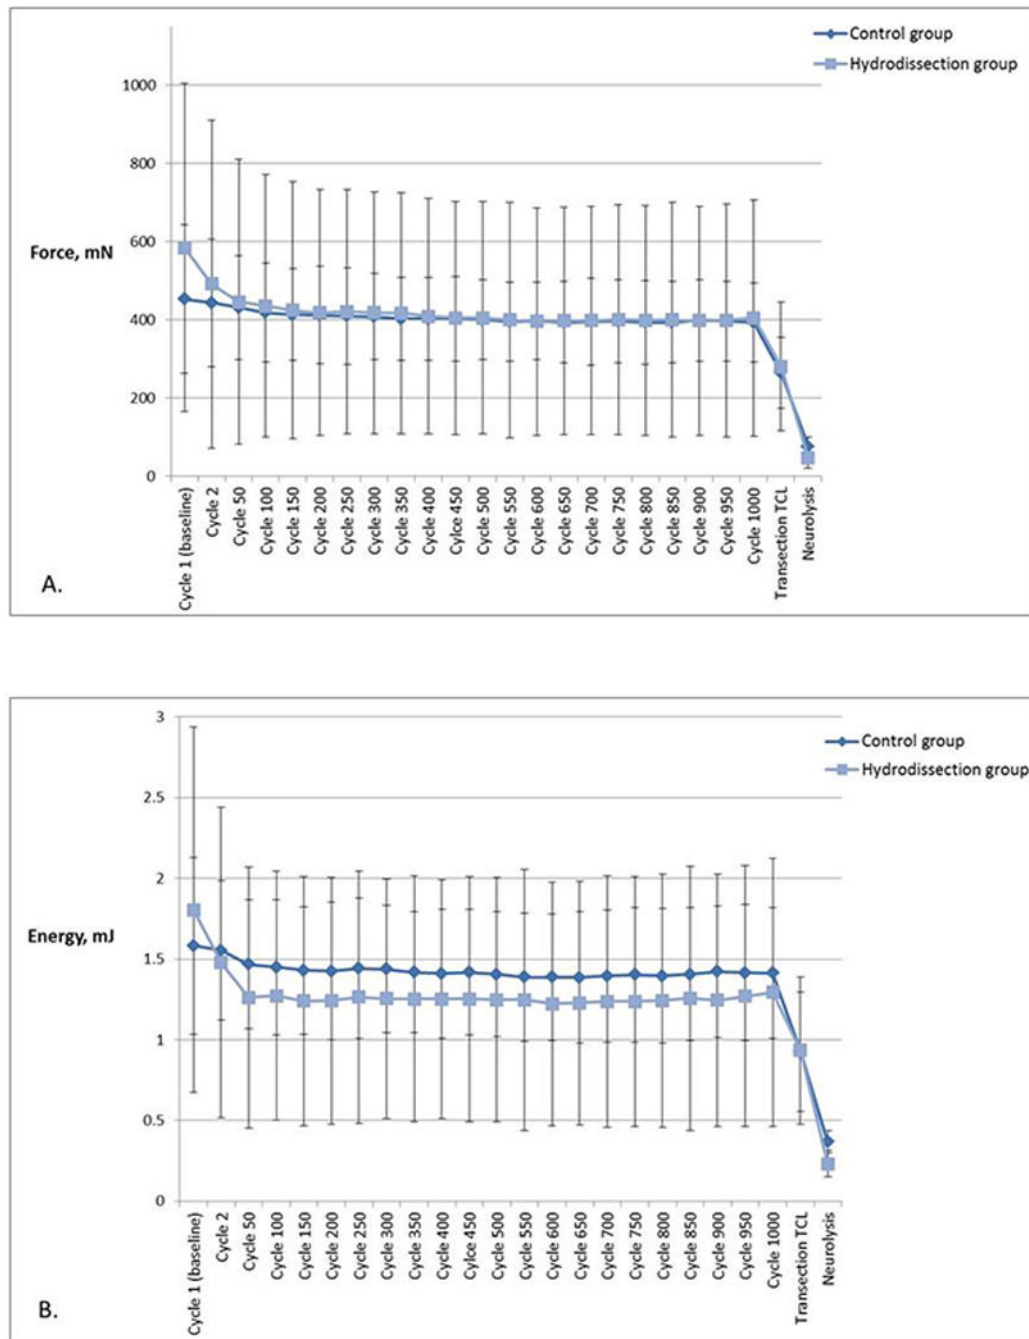 Control group
Hydrodissection group
1000
800
600
Force, mN
400
200
0
Cycle 1 (baseline)
Cycle 2
Cycle 50
Cycle 100
Cycle 150
Cycle 200
Cycle 250
Cycle 300
Cycle 350
Cycle 400
Cylce 450
Cycle 500
Cycle 550
Cycle 600
Cycle 650
Cycle 700
Cycle 750
Cycle 800
Cycle 850
Cycle 900
Cycle 950
Cycle 1000
Transection TCL
Neurolysis
A.
3
Control group
Hydrodissection group
2.5
2
1.5
Energy, mJ
1
0.5
0
Cycle 1 (baseline)
Cycle 2
Cycle 50
Cycle 100
Cycle 150
Cycle 200
Cycle 250
Cycle 300
Cycle 350
Cycle 400
Cylce 450
Cycle 500
Cycle 550
Cycle 600
Cycle 650
Cycle 700
Cycle 750
Cycle 800
Cycle 850
Cycle 900
Cycle 950
Cycle 1000
Transection TCL
Neurolysis
B.